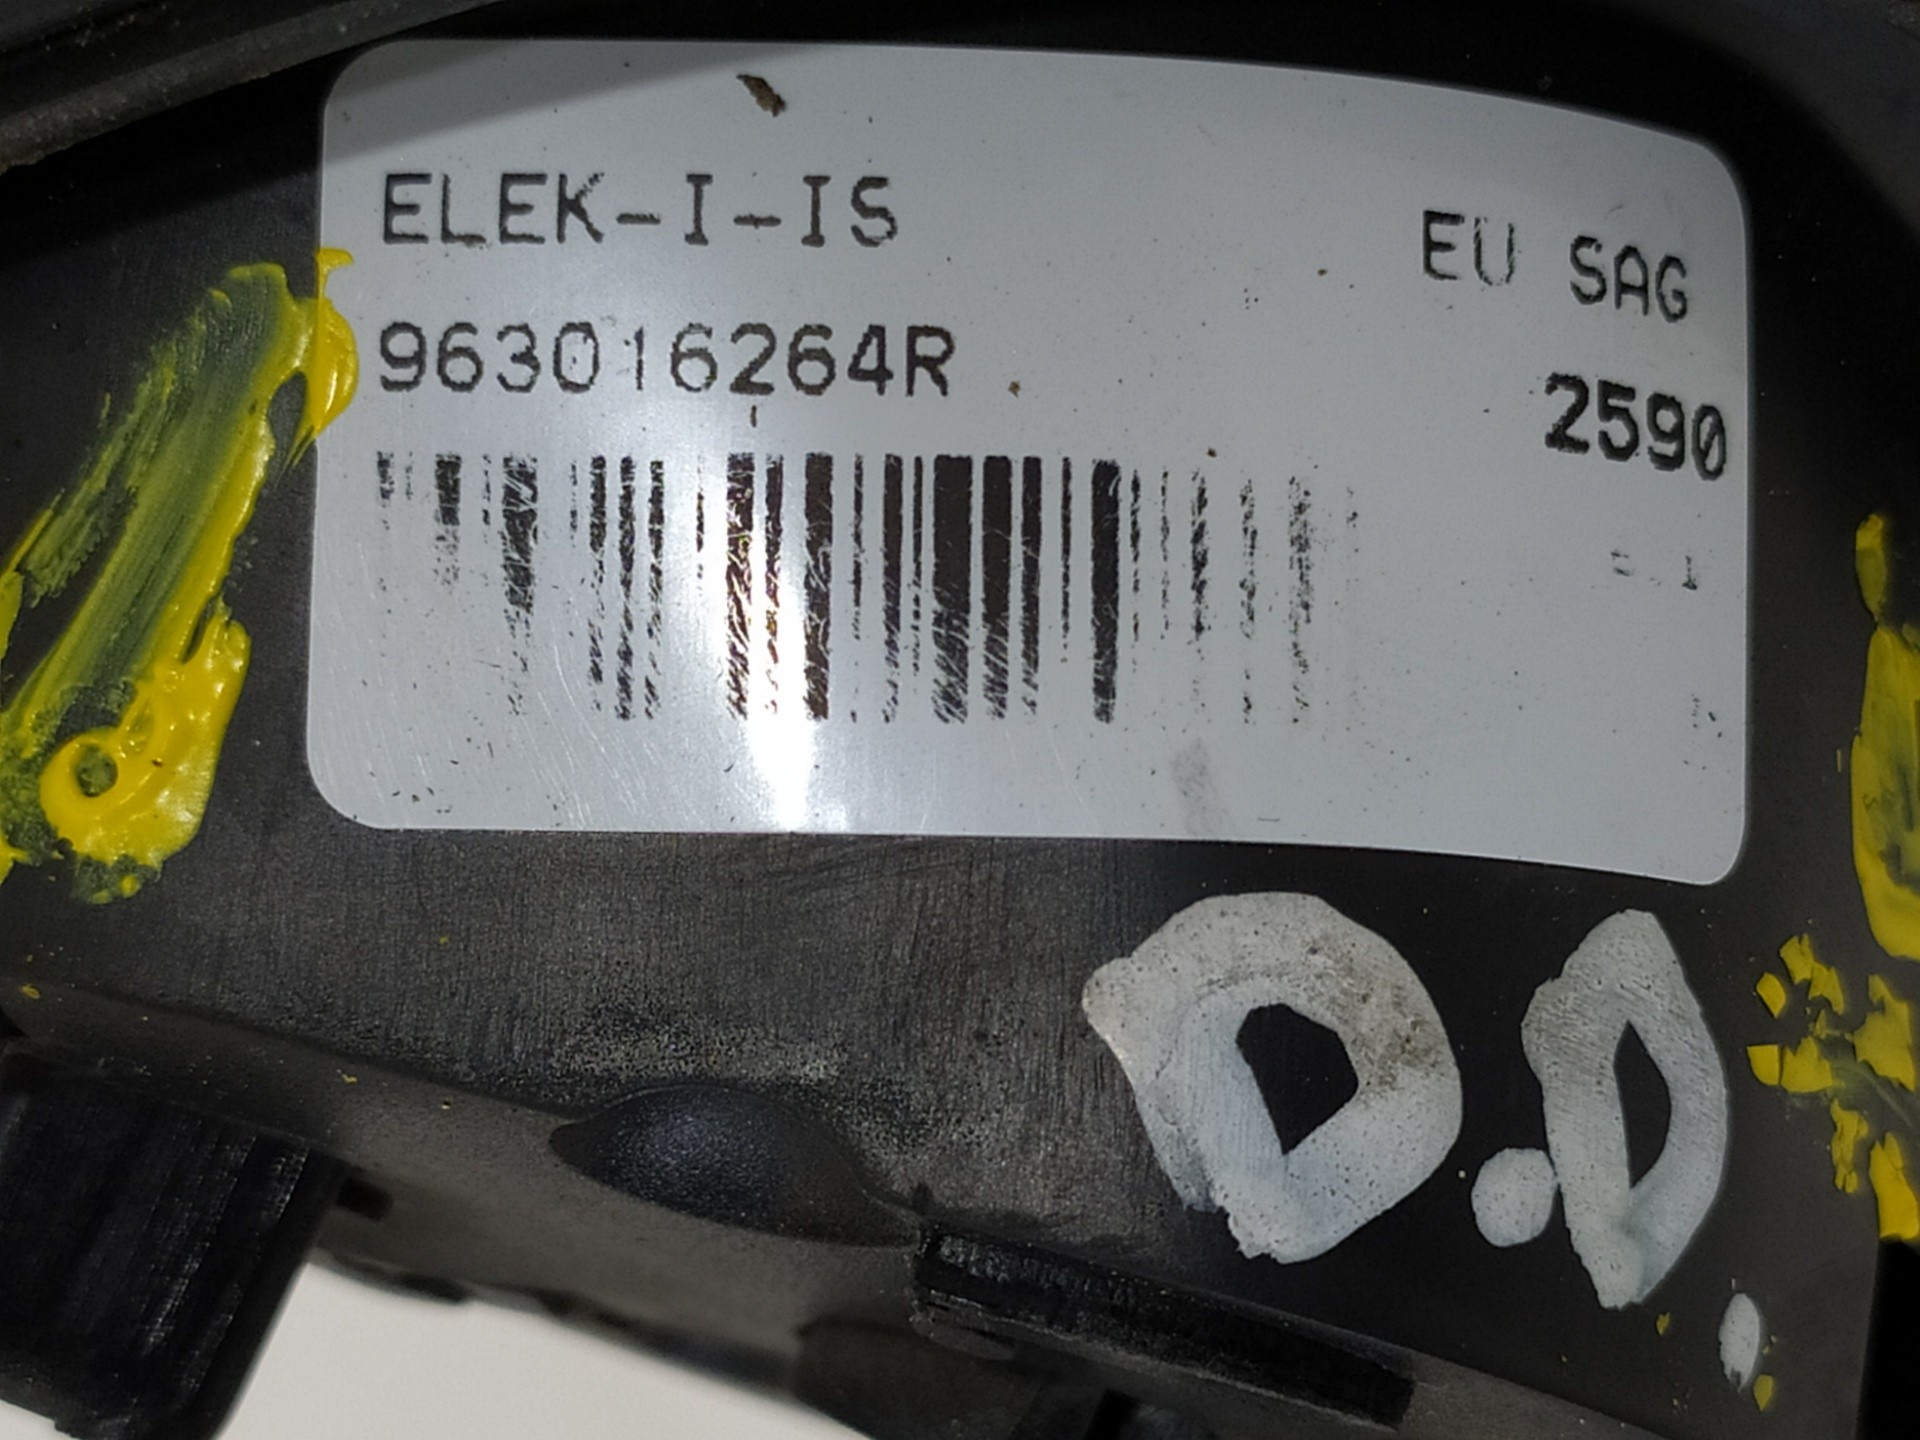 ELEK-I-IS
EU SAG
963016264R
2590
D.D.